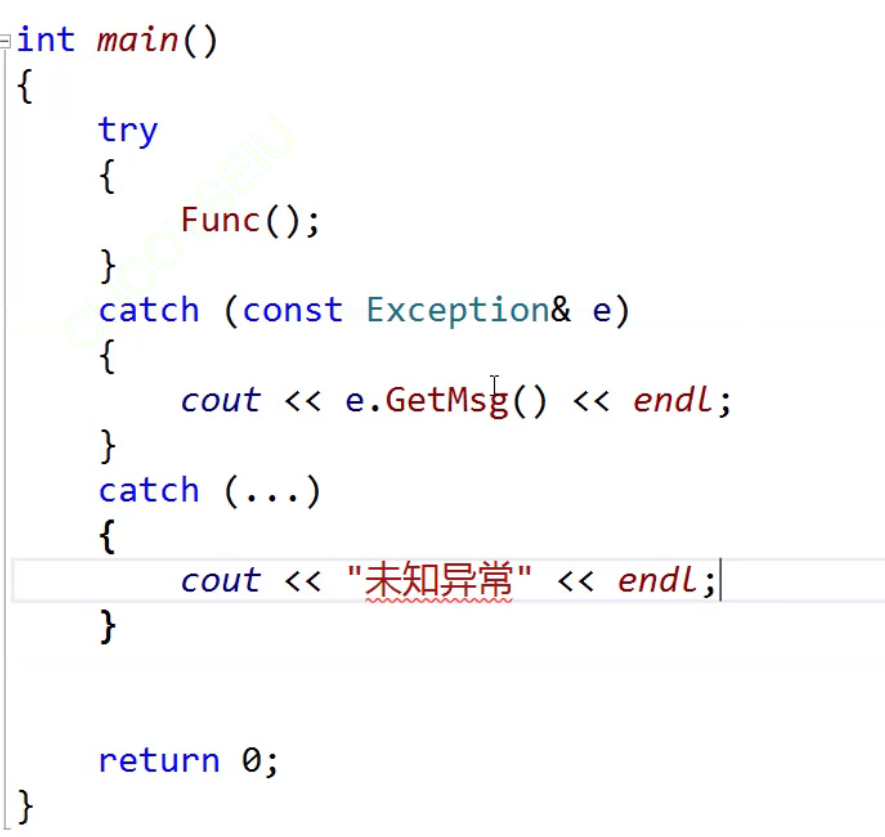 int main()
{
    try
    {
        Func();
    }
    catch (const Exception& e)
    {
        cout << e.GetMsg() << endl;
    }
    catch (...)
    {
        cout << "未知异常" << endl;
    }
    return 0;
}